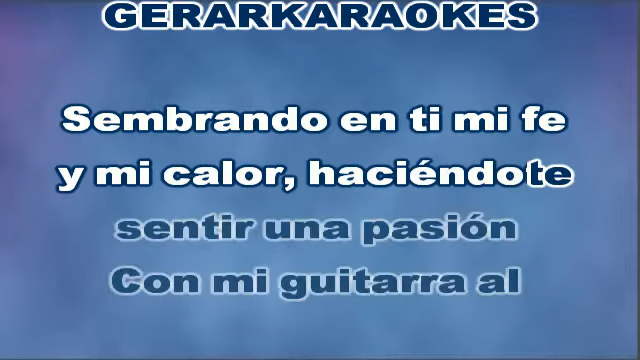 GERARKARAOKES
Sembrando en ti mi fe
y mi calor, haciéndote
sentir una pasión
Con mi guitarra al